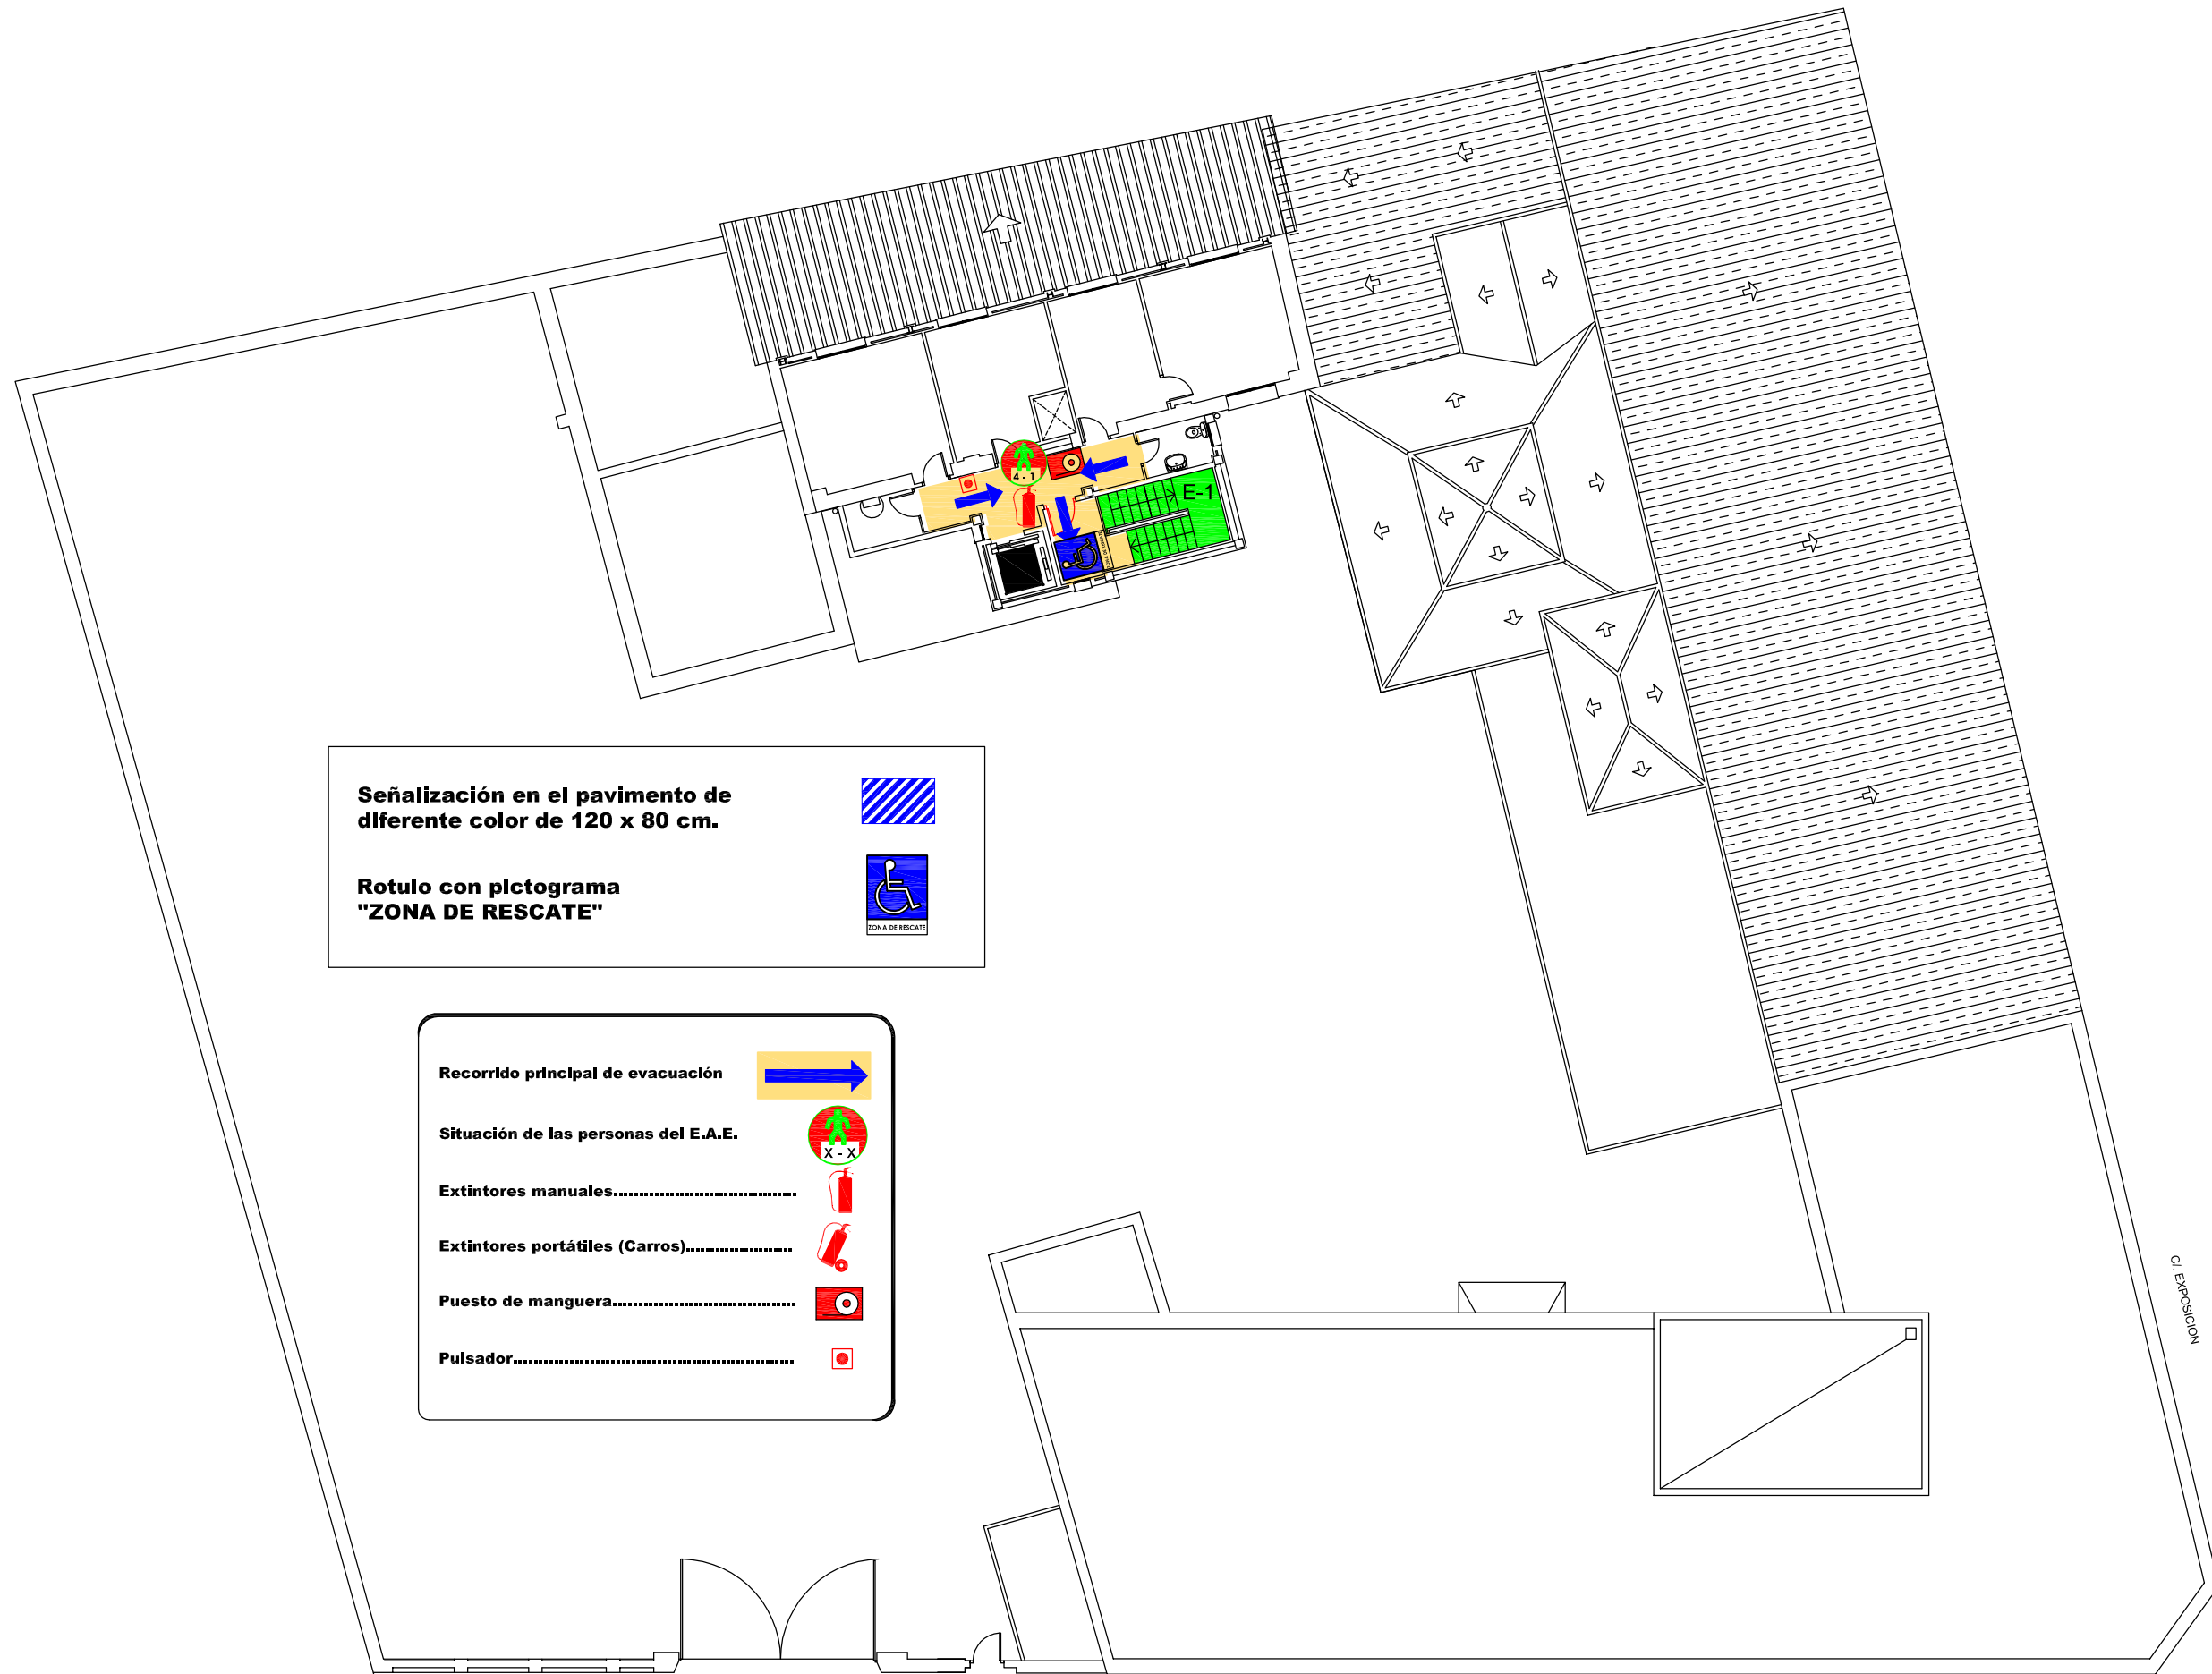 4 - 1
E-1
Señalización en el pavimento de
diferente color de 120 x 80 cm.
Rotulo con pictograma
"ZONA DE RESCATE"
ZONA DE RESCATE
Recorrido principal de evacuación
Situación de las personas del E.A.E.
X - X
Extintores manuales
Extintores portátiles (Carros)
Puesto de manguera
Pulsador
C/. EXPOSICION